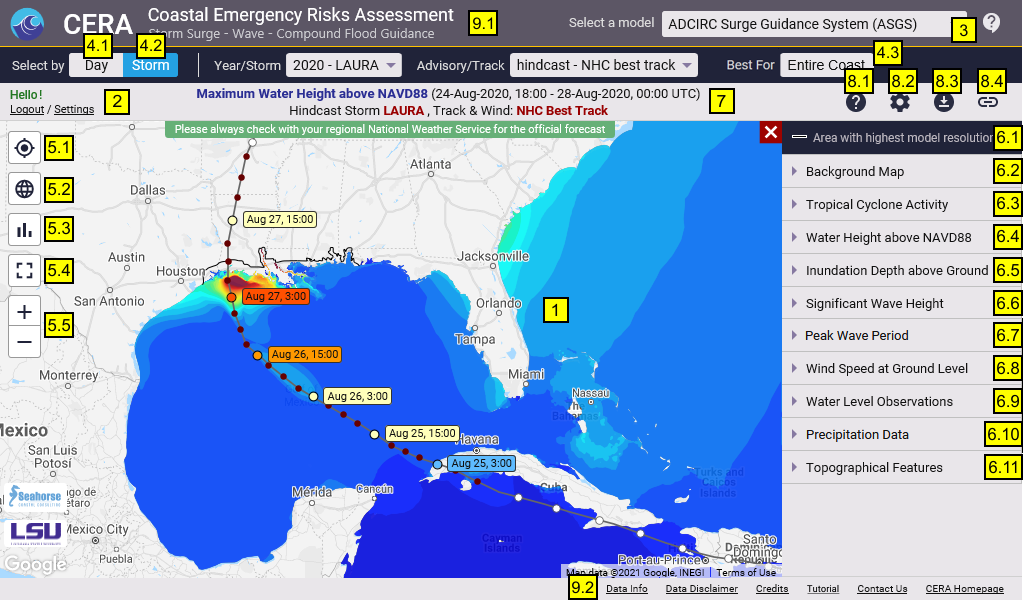 CERA
Coastal Emergency Risks Assessment
Storm Surge - Wave - Compound Flood Guidance
9.1
Select a model
ADCIRC Surge Guidance System (ASGS)
3
4.1
4.2
4.3
Select by
Day
Storm
Year/Storm
2020 - LAURA
Advisory/Track
hindcast - NHC best track
Best For
Entire Coast
8.1
8.2
8.3
8.4
Hello!
Logout / Settings
2
Maximum Water Height above NAVD88 (24-Aug-2020, 18:00 - 28-Aug-2020, 00:00 UTC)
Hindcast Storm LAURA , Track & Wind: NHC Best Track
7
Please always check with your regional National Weather Service for the official forecast
5.1
5.2
5.3
5.4
5.5
Atlanta
Dallas
Aug 27, 15:00
Austin
Houston
Jacksonville
San Antonio
Aug 27, 3:00
Orlando
1
Tampa
Aug 26, 15:00
Monterrey
Miami
Aug 26, 3:00
Nassau
The Bahamas
Mexico
Aug 25, 15:00
Havana
San Luis
Potosí
Aug 25, 3:00
Turks and
Caicos
Islands
Cuba
Mérida
Cancún
Seahorse
LSU
Mexico City
Puebla
Google
Cayman
Islands
Port-au-Prince
Santo
Domingo
Map data ©2021 Google, INEGI
Terms of Use
Area with highest model resolution
6.1
Background Map
6.2
Tropical Cyclone Activity
6.3
Water Height above NAVD88
6.4
Inundation Depth above Ground
6.5
Significant Wave Height
6.6
Peak Wave Period
6.7
Wind Speed at Ground Level
6.8
Water Level Observations
6.9
Precipitation Data
6.10
Topographical Features
6.11
9.2
Data Info
Data Disclaimer
Credits
Tutorial
Contact Us
CERA Homepage